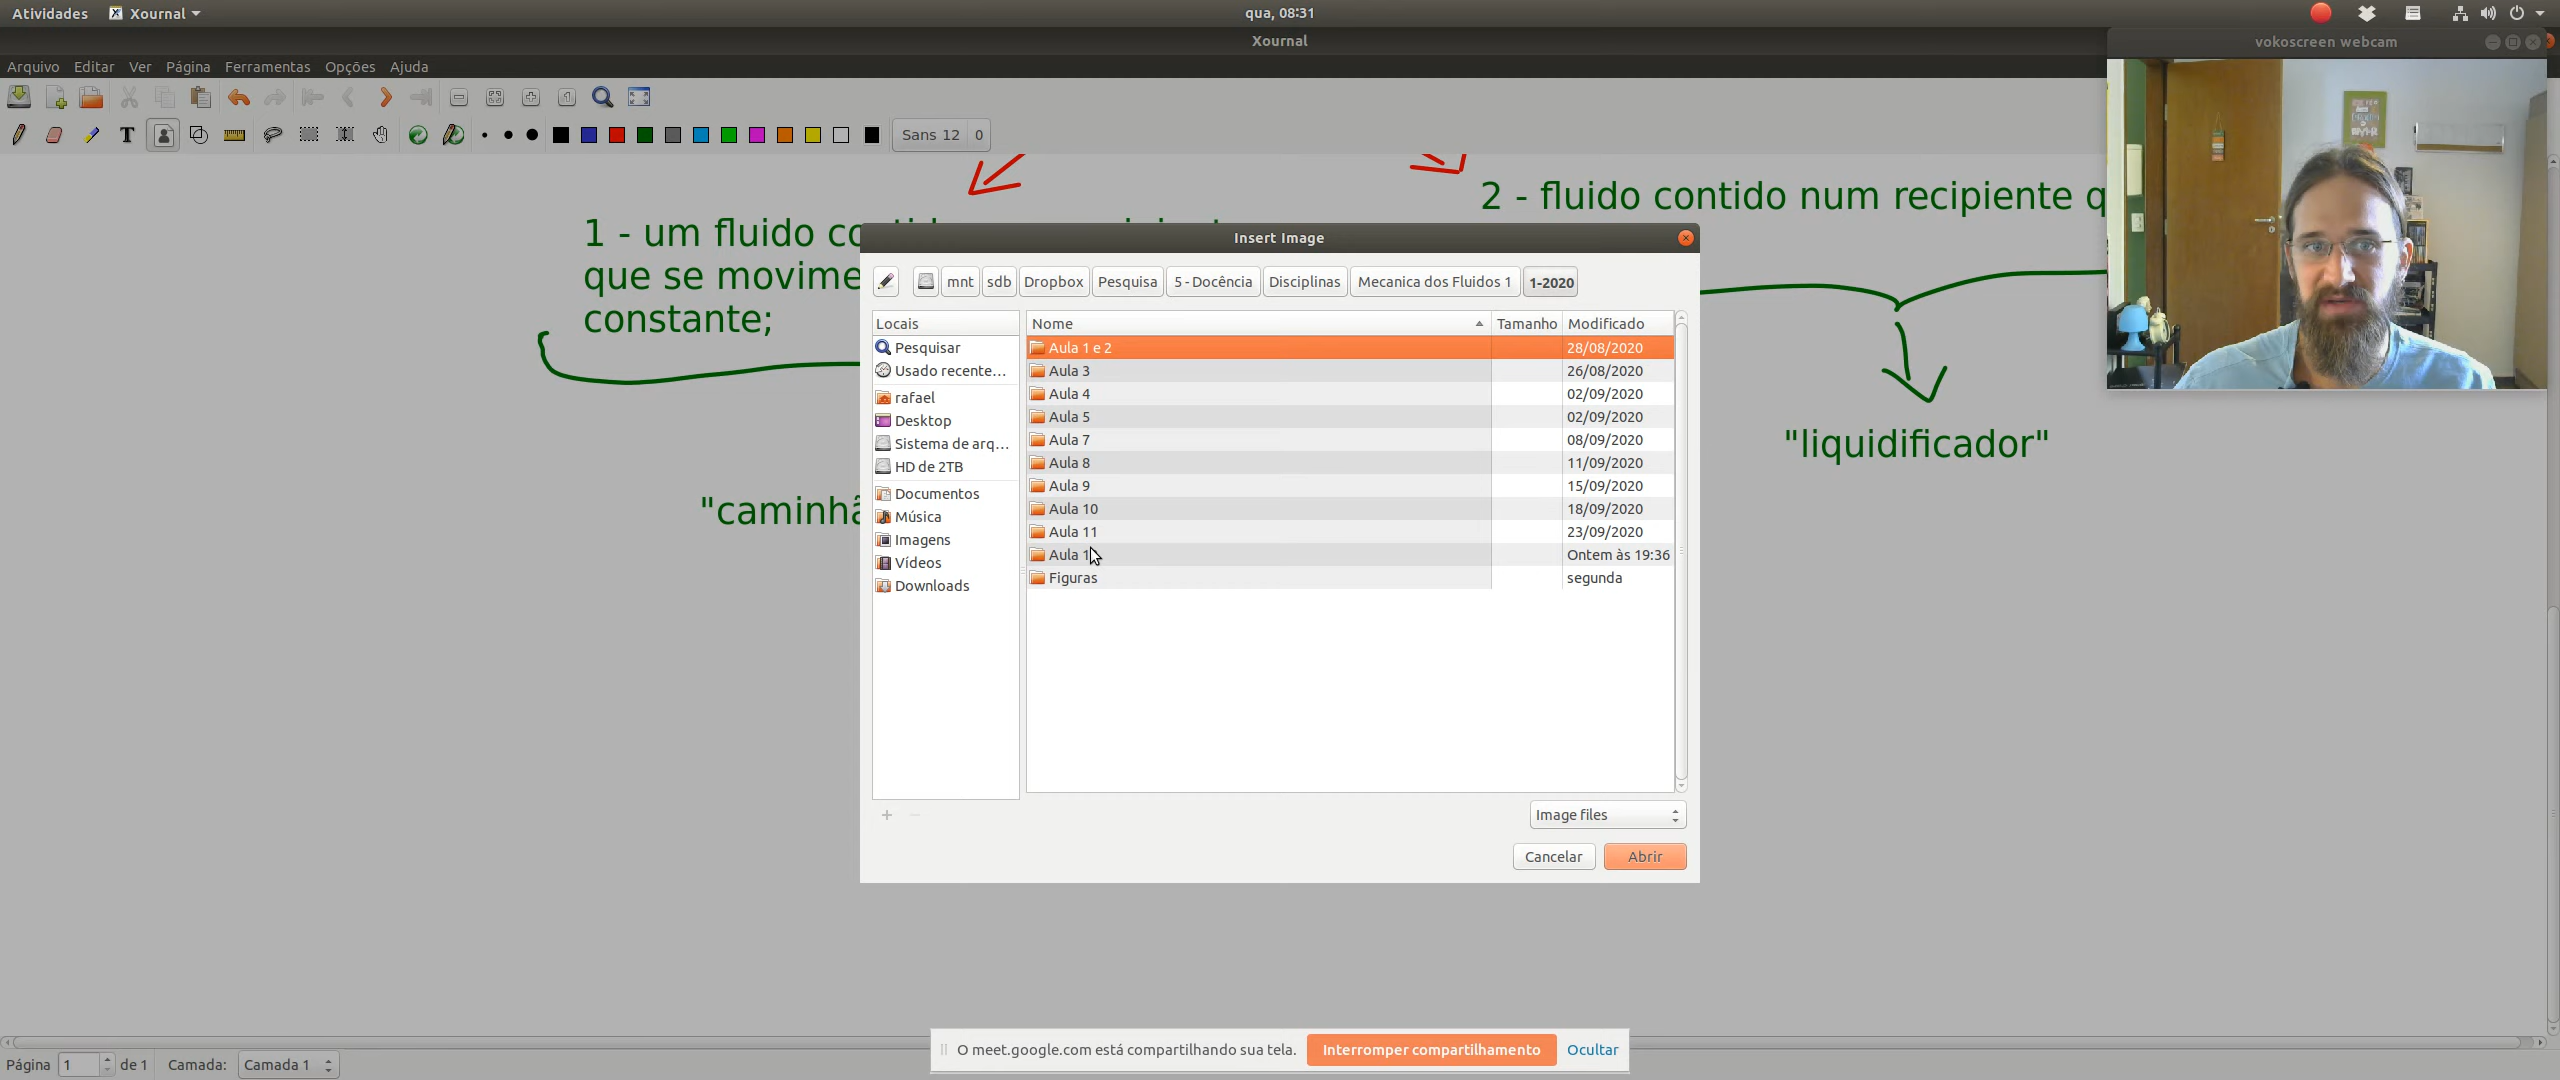 Atividades Xournal qua, 08:31
Xournal
vokoscreen webcam
Arquivo Editar Ver Página Ferramentas Opções Ajuda
Sans 12 0
1 - um fluido
que se
constante;
2 - fluido contido num recipiente
"liquidificador"
Insert Image
mnt sdb Dropbox Pesquisa 5 - Docência Disciplinas Mecanica dos Fluidos 1 1-2020
Locais
Pesquisar
Usado recente...
rafael
Desktop
Sistema de arq...
HD de 2TB
Documentos
Música
Imagens
Vídeos
Downloads
Nome Tamanho Modificado
Aula 1 e 2 28/08/2020
Aula 3 26/08/2020
Aula 4 02/09/2020
Aula 5 02/09/2020
Aula 7 08/09/2020
Aula 8 11/09/2020
Aula 9 15/09/2020
Aula 10 18/09/2020
Aula 11 23/09/2020
Aula Ontem às 19:36
Figuras segunda
Image files
Cancelar Abrir
O meet.google.com está compartilhando sua tela. Interromper compartilhamento Ocultar
Página 1 de 1 Camada: Camada 1